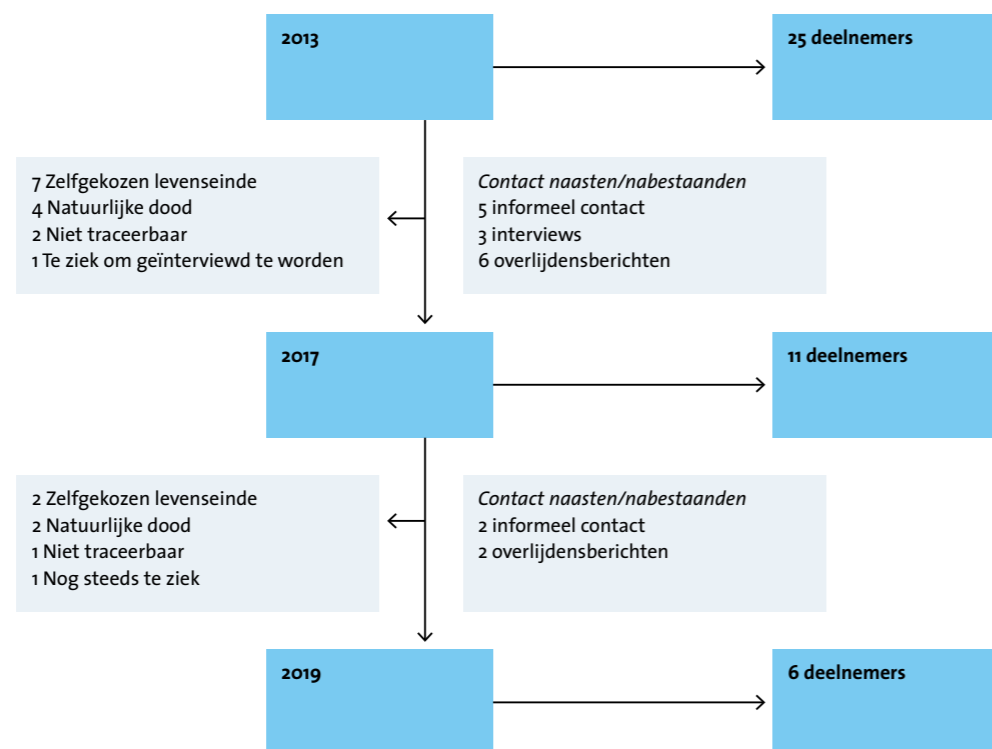 2013
25 deelnemers
7 Zelfgekozen levenseinde
4 Natuurlijke dood
2 Niet traceerbaar
1 Te ziek om geïnterviewd te worden
Contact naasten/nabestaanden
5 informeel contact
3 interviews
6 overlijdensberichten
2017
11 deelnemers
2 Zelfgekozen levenseinde
2 Natuurlijke dood
1 Niet traceerbaar
1 Nog steeds te ziek
Contact naasten/nabestaanden
2 informeel contact
2 overlijdensberichten
2019
6 deelnemers